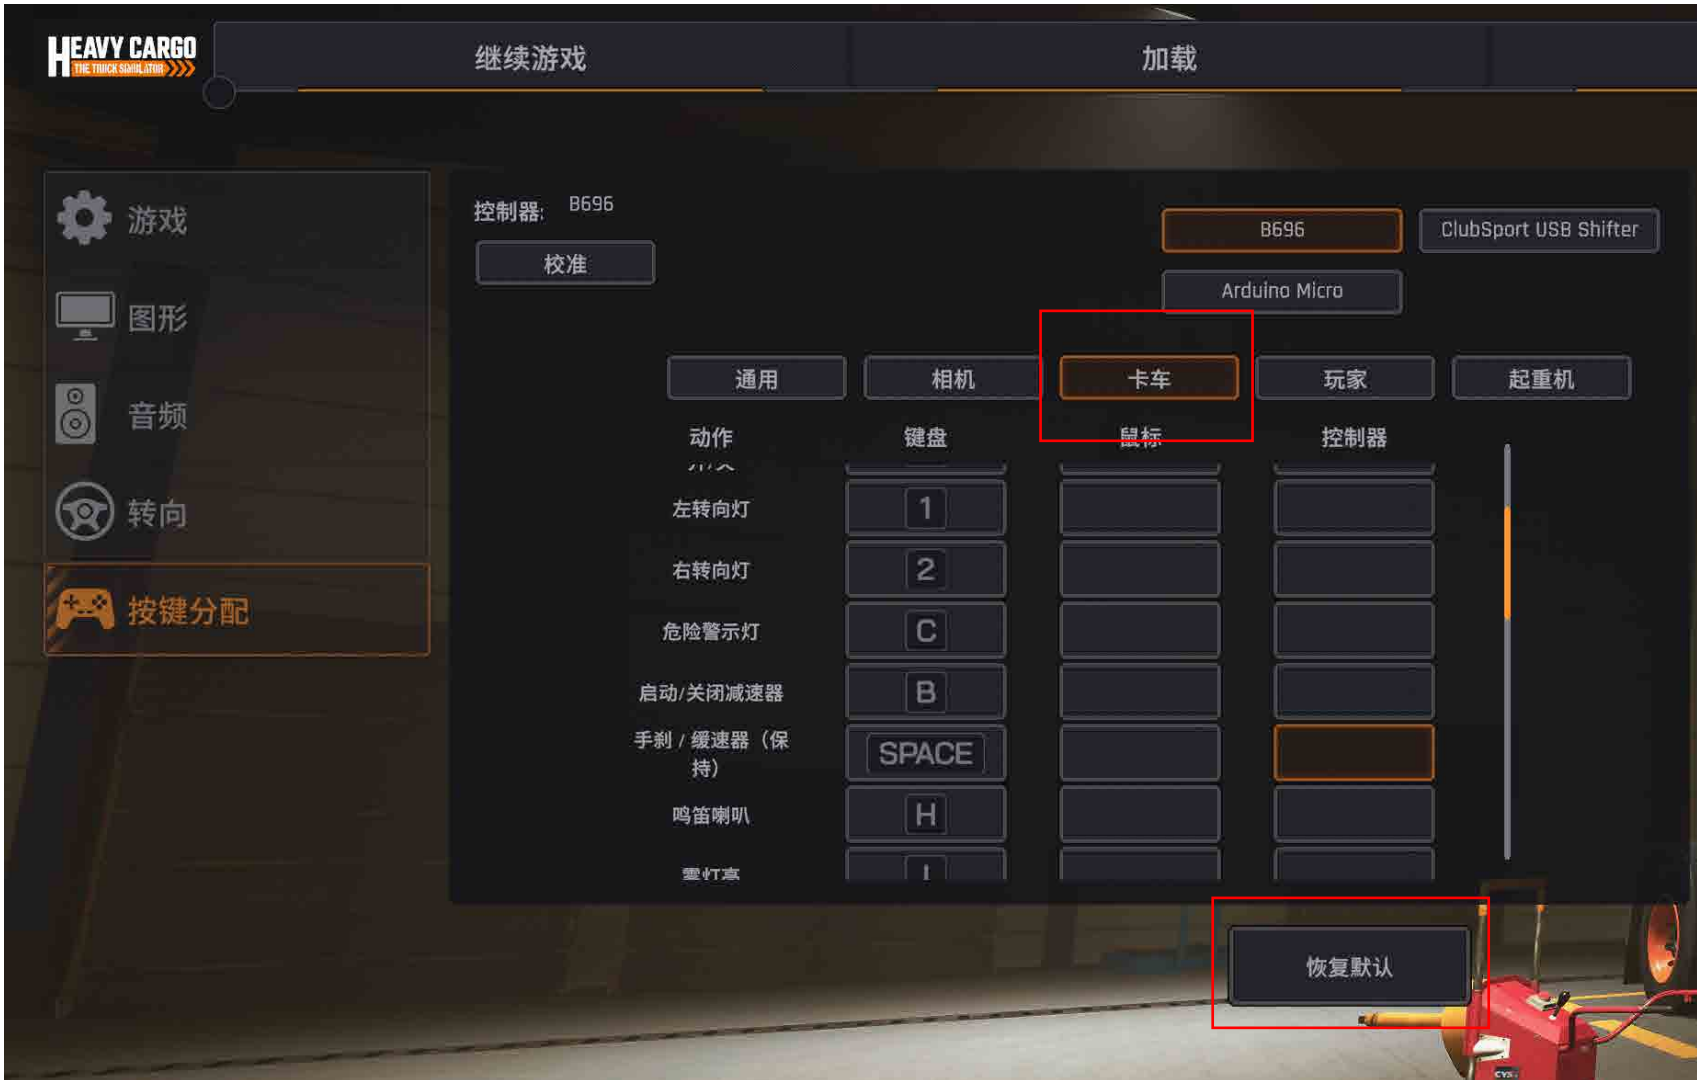 HEAVY CARGO
THE TRUCK SIMULATOR
继续游戏
加载
游戏
图形
音频
转向
按键分配
控制器: B696
校准
B696
ClubSport USB Shifter
Arduino Micro
通用
相机
卡车
玩家
起重机
动作
键盘
鼠标
控制器
左转向灯
1
右转向灯
2
危险警示灯
C
启动/关闭减速器
B
手刹 / 缓速器（保
持）
SPACE
鸣笛喇叭
H
恢复默认